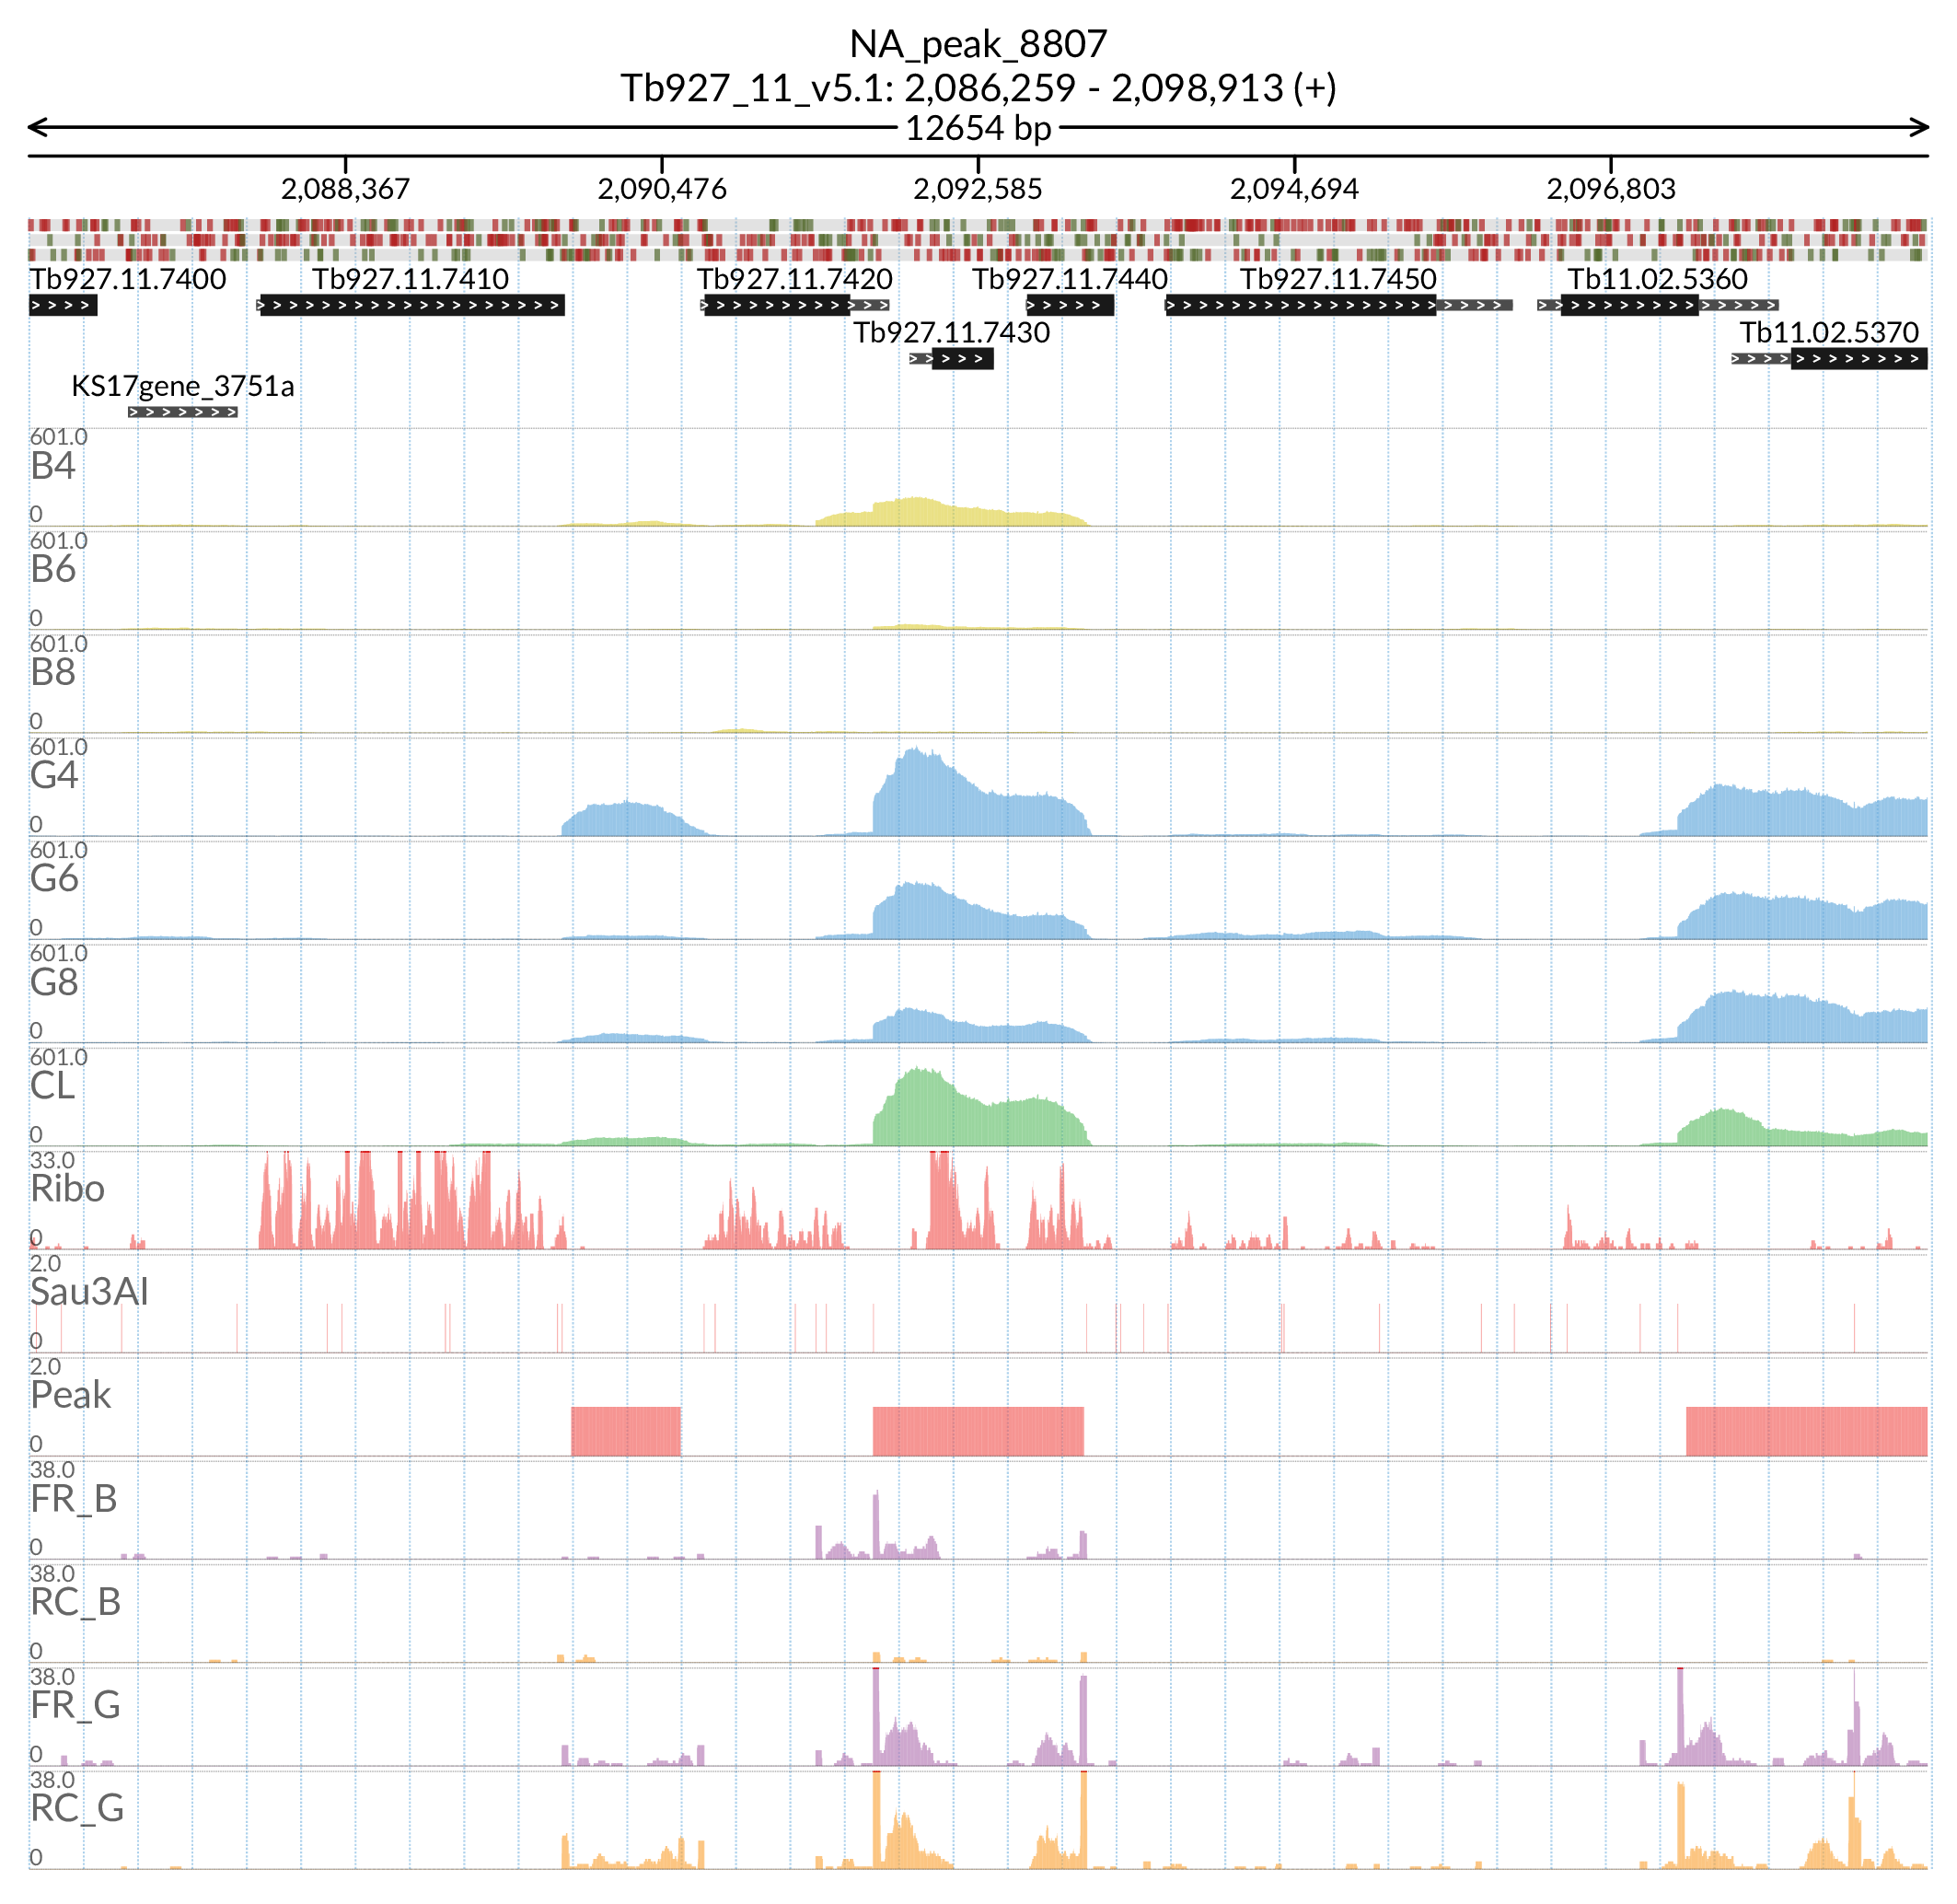 NA_peak_8807
Tb927_11_v5.1: 2,086,259 - 2,098,913 (+)
12654 bp
2,088,367 2,090,476 2,092,585 2,094,694 2,096,803
Tb927.11.7400 Tb927.11.7410 Tb927.11.7420 Tb927.11.7440 Tb927.11.7450 Tb11.02.5360
Tb927.11.7430 Tb11.02.5370
KS17gene_3751a
601.0
B4
0
601.0
B6
0
601.0
B8
0
601.0
G4
0
601.0
G6
0
601.0
G8
0
601.0
CL
0
33.0
Ribo
0
2.0
Sau3AI
0
2.0
Peak
0
38.0
FR_B
0
38.0
RC_B
0
38.0
FR_G
0
38.0
RC_G
0